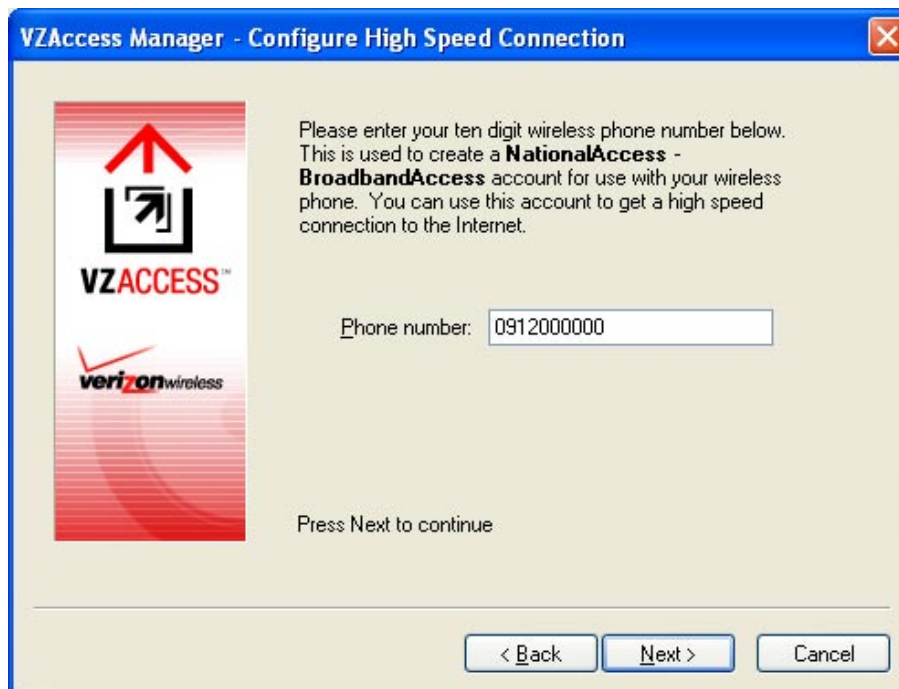 VZAccess Manager - Configure High Speed Connection
Please enter your ten digit wireless phone number below.
This is used to create a NationalAccess -
BroadbandAccess account for use with your wireless
phone. You can use this account to get a high speed
connection to the Internet.
VZACCESS™
Phone number: 0912000000
verizonwireless
Press Next to continue
< Back
Next >
Cancel